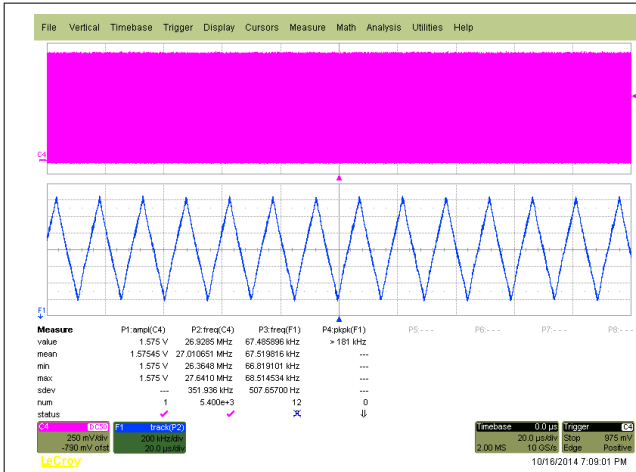 File Vertical Timebase Trigger Display Cursors Measure Math Analysis Utilities Help
C4
F1
Measure P1:ampl(C4) P2:freq(C4) P3:freq(F1) P4:pkpk(F1) P5:--- P6:--- P7:--- P8:---
value 1.575 V 26.9285 MHz 67.485896 kHz > 181 kHz
mean 1.57545 V 27.010651 MHz 67.519816 kHz ---
min 1.575 V 26.3648 MHz 66.819101 kHz ---
max 1.575 V 27.6410 MHz 68.514534 kHz ---
sdev --- 351.936 kHz 507.65700 Hz ---
num 1 5.400e+3 12 0
status
C4 DC50 F1 track(P2) Timebase 0.0 µs Trigger C4
250 mV/div 200 kHz/div 20.0 µs/div Stop 975 mV
-790 mV ofst 20.0 µs/div 2.00 MS 10 GS/s Edge Positive
LeCroy 10/16/2014 7:09:01 PM